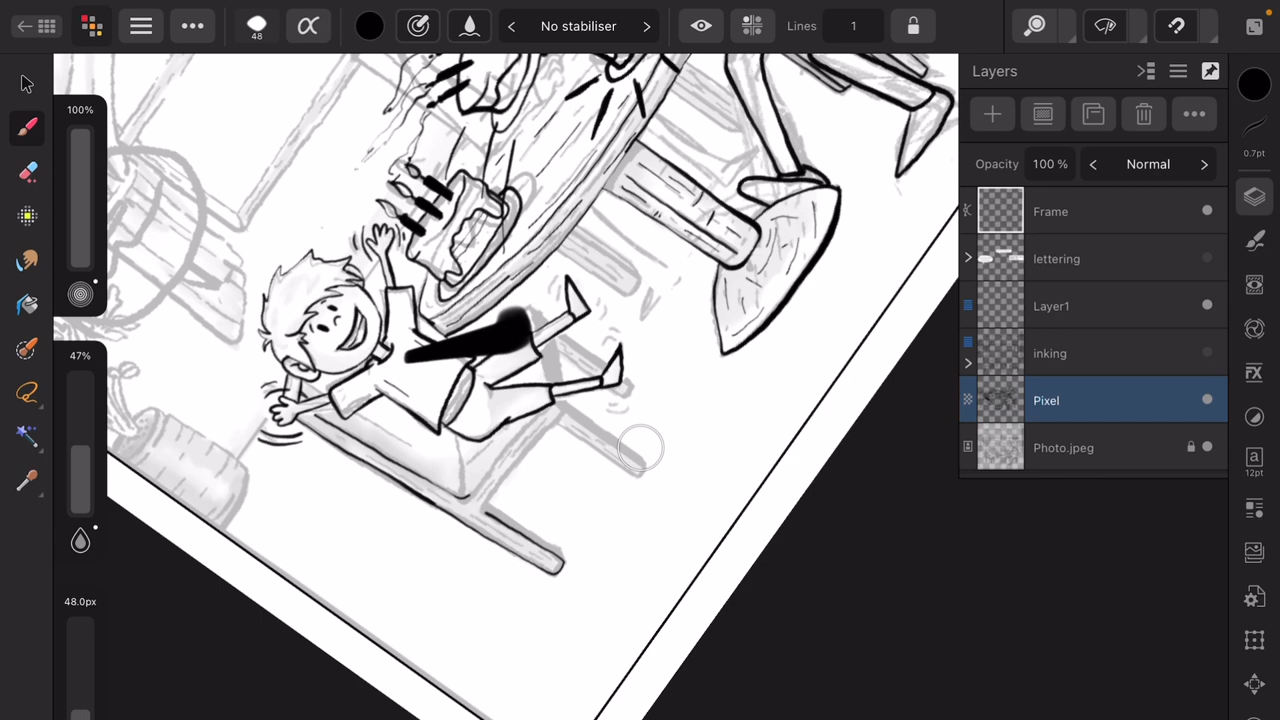 48
α
No stabiliser
Lines
1
100%
47%
48.0px
Layers
Opacity
100 %
Normal
Frame
lettering
Layer1
inking
Pixel
Photo.jpeg
0.7pt
FX
a
12pt